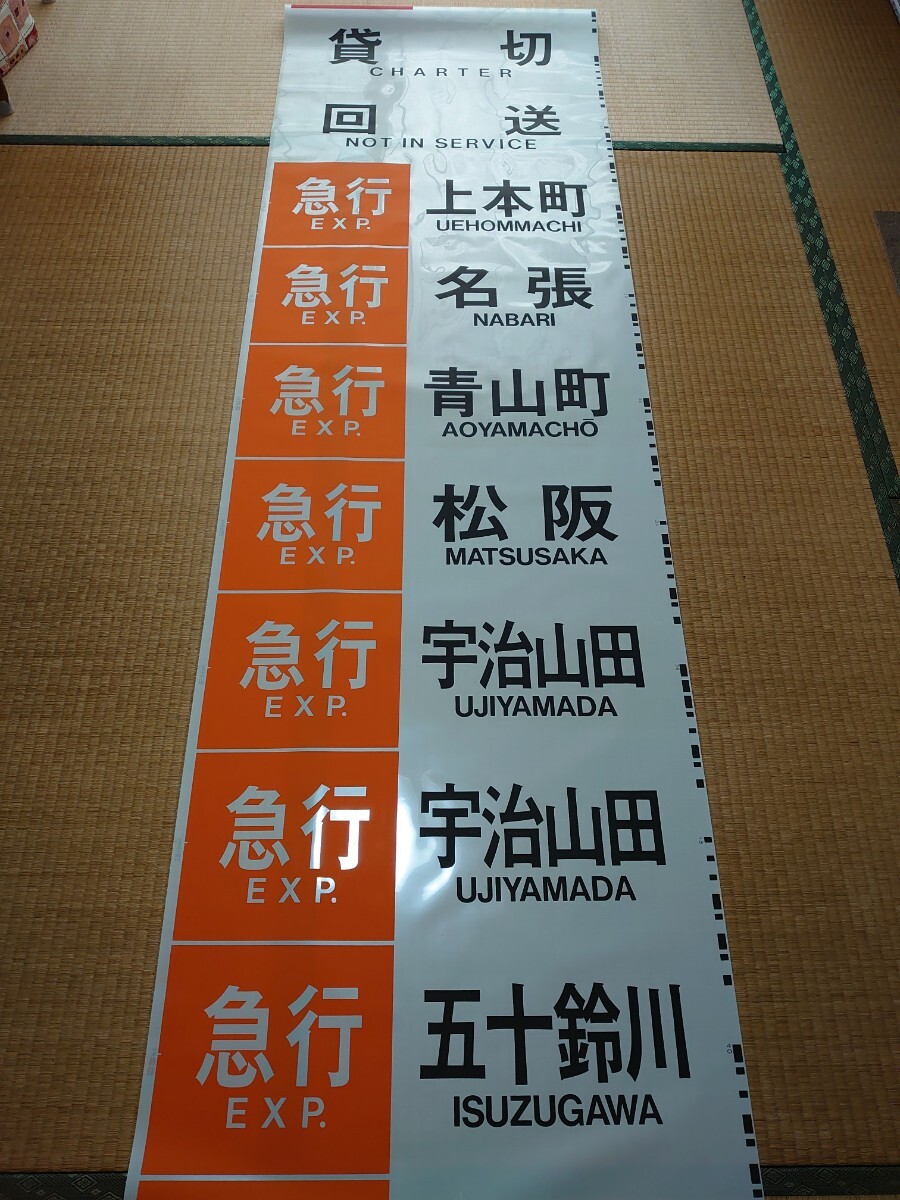 貸切
CHARTER
回送
NOT IN SERVICE
急行 上本町
EXP. UEHOMMACHI
急行 名張
EXP. NABARI
急行 青山町
EXP. AOYAMACHŌ
急行 松阪
EXP. MATSUSAKA
急行 宇治山田
EXP. UJIYAMADA
急行 宇治山田
EXP. UJIYAMADA
急行 五十鈴川
EXP. ISUZUGAWA